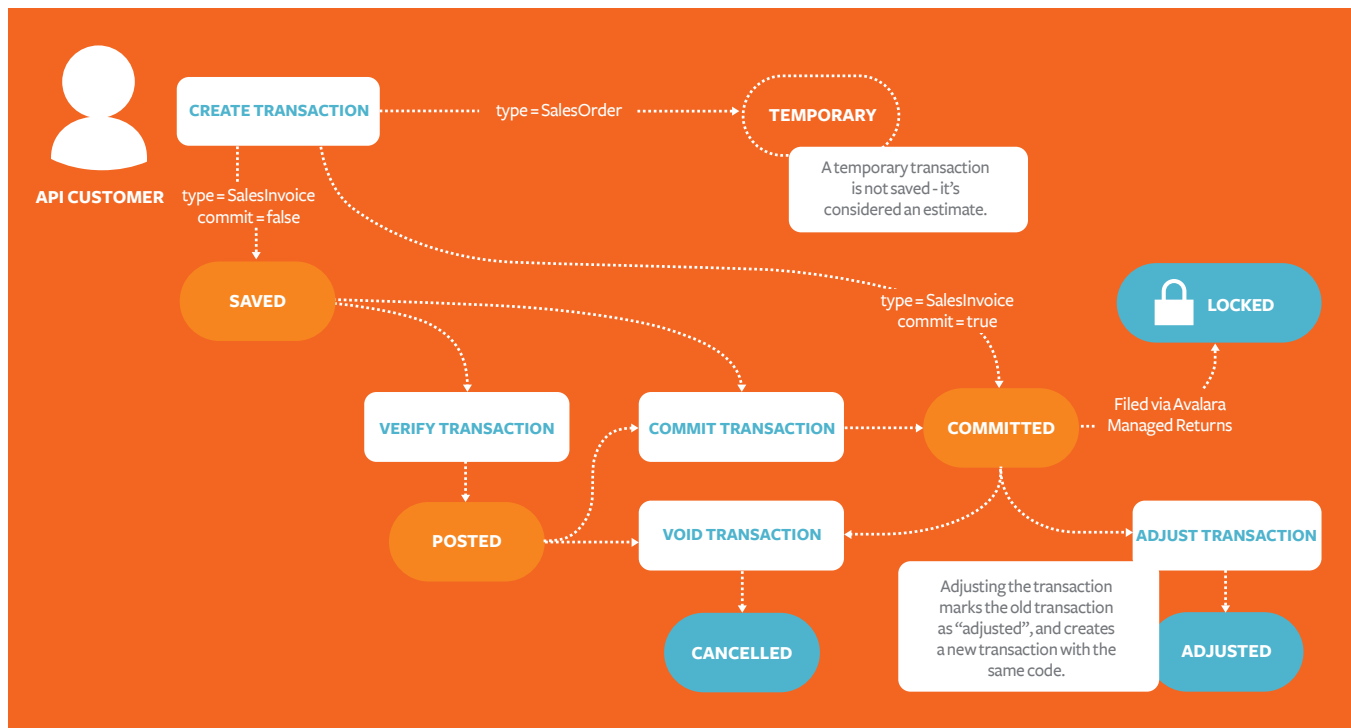 CREATE TRANSACTION
type = SalesOrder
TEMPORARY
A temporary transaction
is not saved - it's
considered an estimate.
API CUSTOMER
type = SalesInvoice
commit = false
SAVED
type = SalesInvoice
commit = true
LOCKED
VERIFY TRANSACTION
COMMIT TRANSACTION
COMMITTED
Filed via Avalara
Managed Returns
POSTED
VOID TRANSACTION
ADJUST TRANSACTION
Adjusting the transaction
marks the old transaction
as “adjusted”, and creates
a new transaction with the
same code.
CANCELLED
ADJUSTED